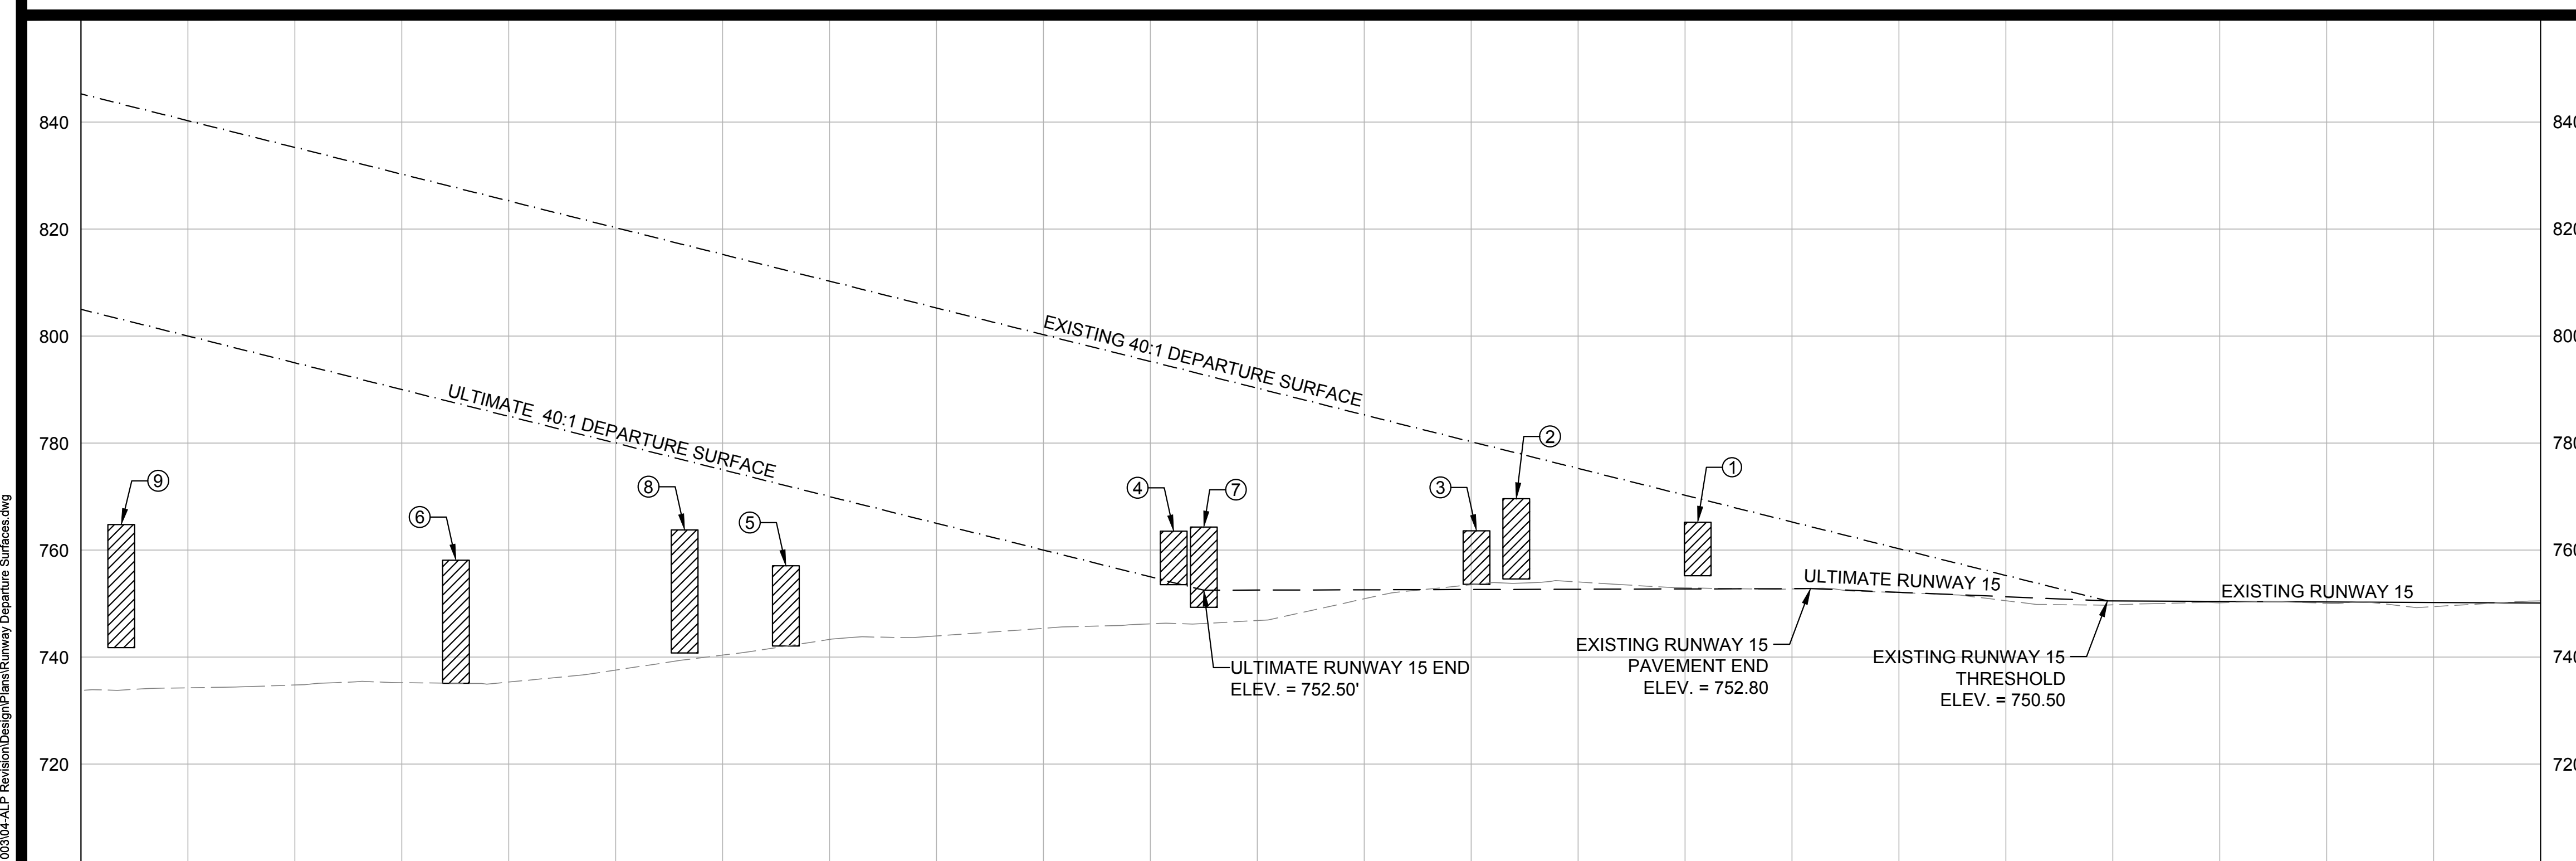 840
820
800
780
760
740
720
840
820
800
780
760
740
720
EXISTING 40:1 DEPARTURE SURFACE
ULTIMATE 40:1 DEPARTURE SURFACE
9
6
8
5
4
7
3
2
1
ULTIMATE RUNWAY 15
EXISTING RUNWAY 15
ULTIMATE RUNWAY 15 END
ELEV. = 752.50'
EXISTING RUNWAY 15
PAVEMENT END
ELEV. = 752.80
EXISTING RUNWAY 15
THRESHOLD
ELEV. = 750.50
003\04-ALP Revision\Design\Plans\Runway Departure Surfaces.dwg